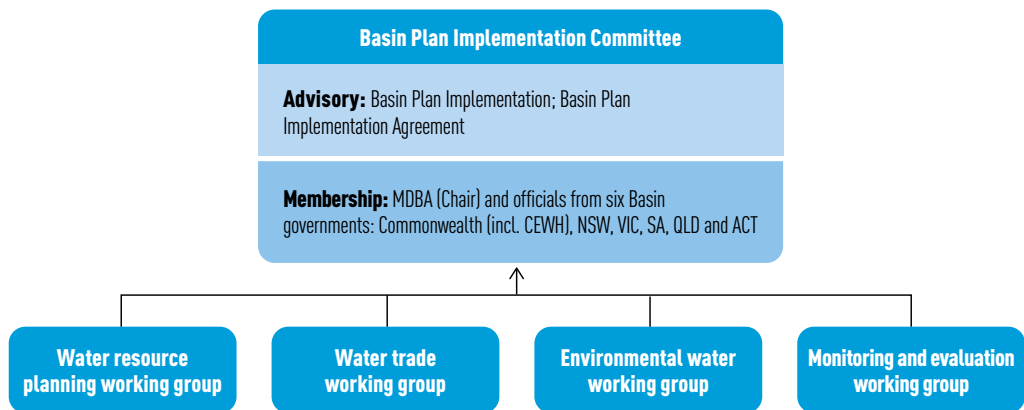 Basin Plan Implementation Committee
Advisory: Basin Plan Implementation; Basin Plan
Implementation Agreement
Membership: MDBA (Chair) and officials from six Basin
governments: Commonwealth (incl. CEWH), NSW, VIC, SA, QLD and ACT
Water resource
planning working group
Water trade
working group
Environmental water
working group
Monitoring and evaluation
working group